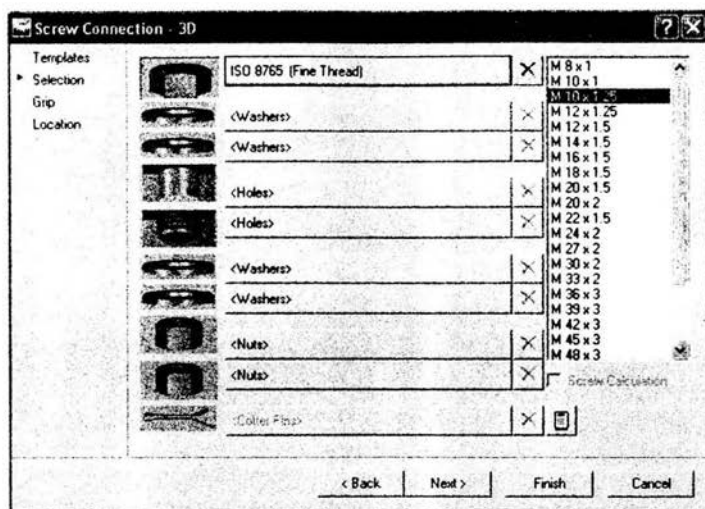 Screw Connection - 3D
Templates
Selection
Grip
Location
ISO 8765 (Fine Thread)
<Washers>
<Washers>
<Holes>
<Holes>
<Washers>
<Washers>
<Nuts>
<Nuts>
<Cotter Pins>
M 8 x 1
M 10 x 1
M 10 x 1.25
M 12 x 1.25
M 12 x 1.5
M 14 x 1.5
M 16 x 1.5
M 18 x 1.5
M 20 x 1.5
M 20 x 2
M 22 x 1.5
M 24 x 2
M 27 x 2
M 30 x 2
M 33 x 2
M 36 x 3
M 39 x 3
M 42 x 3
M 45 x 3
M 48 x 3
Screw Calculation
< Back
Next >
Finish
Cancel